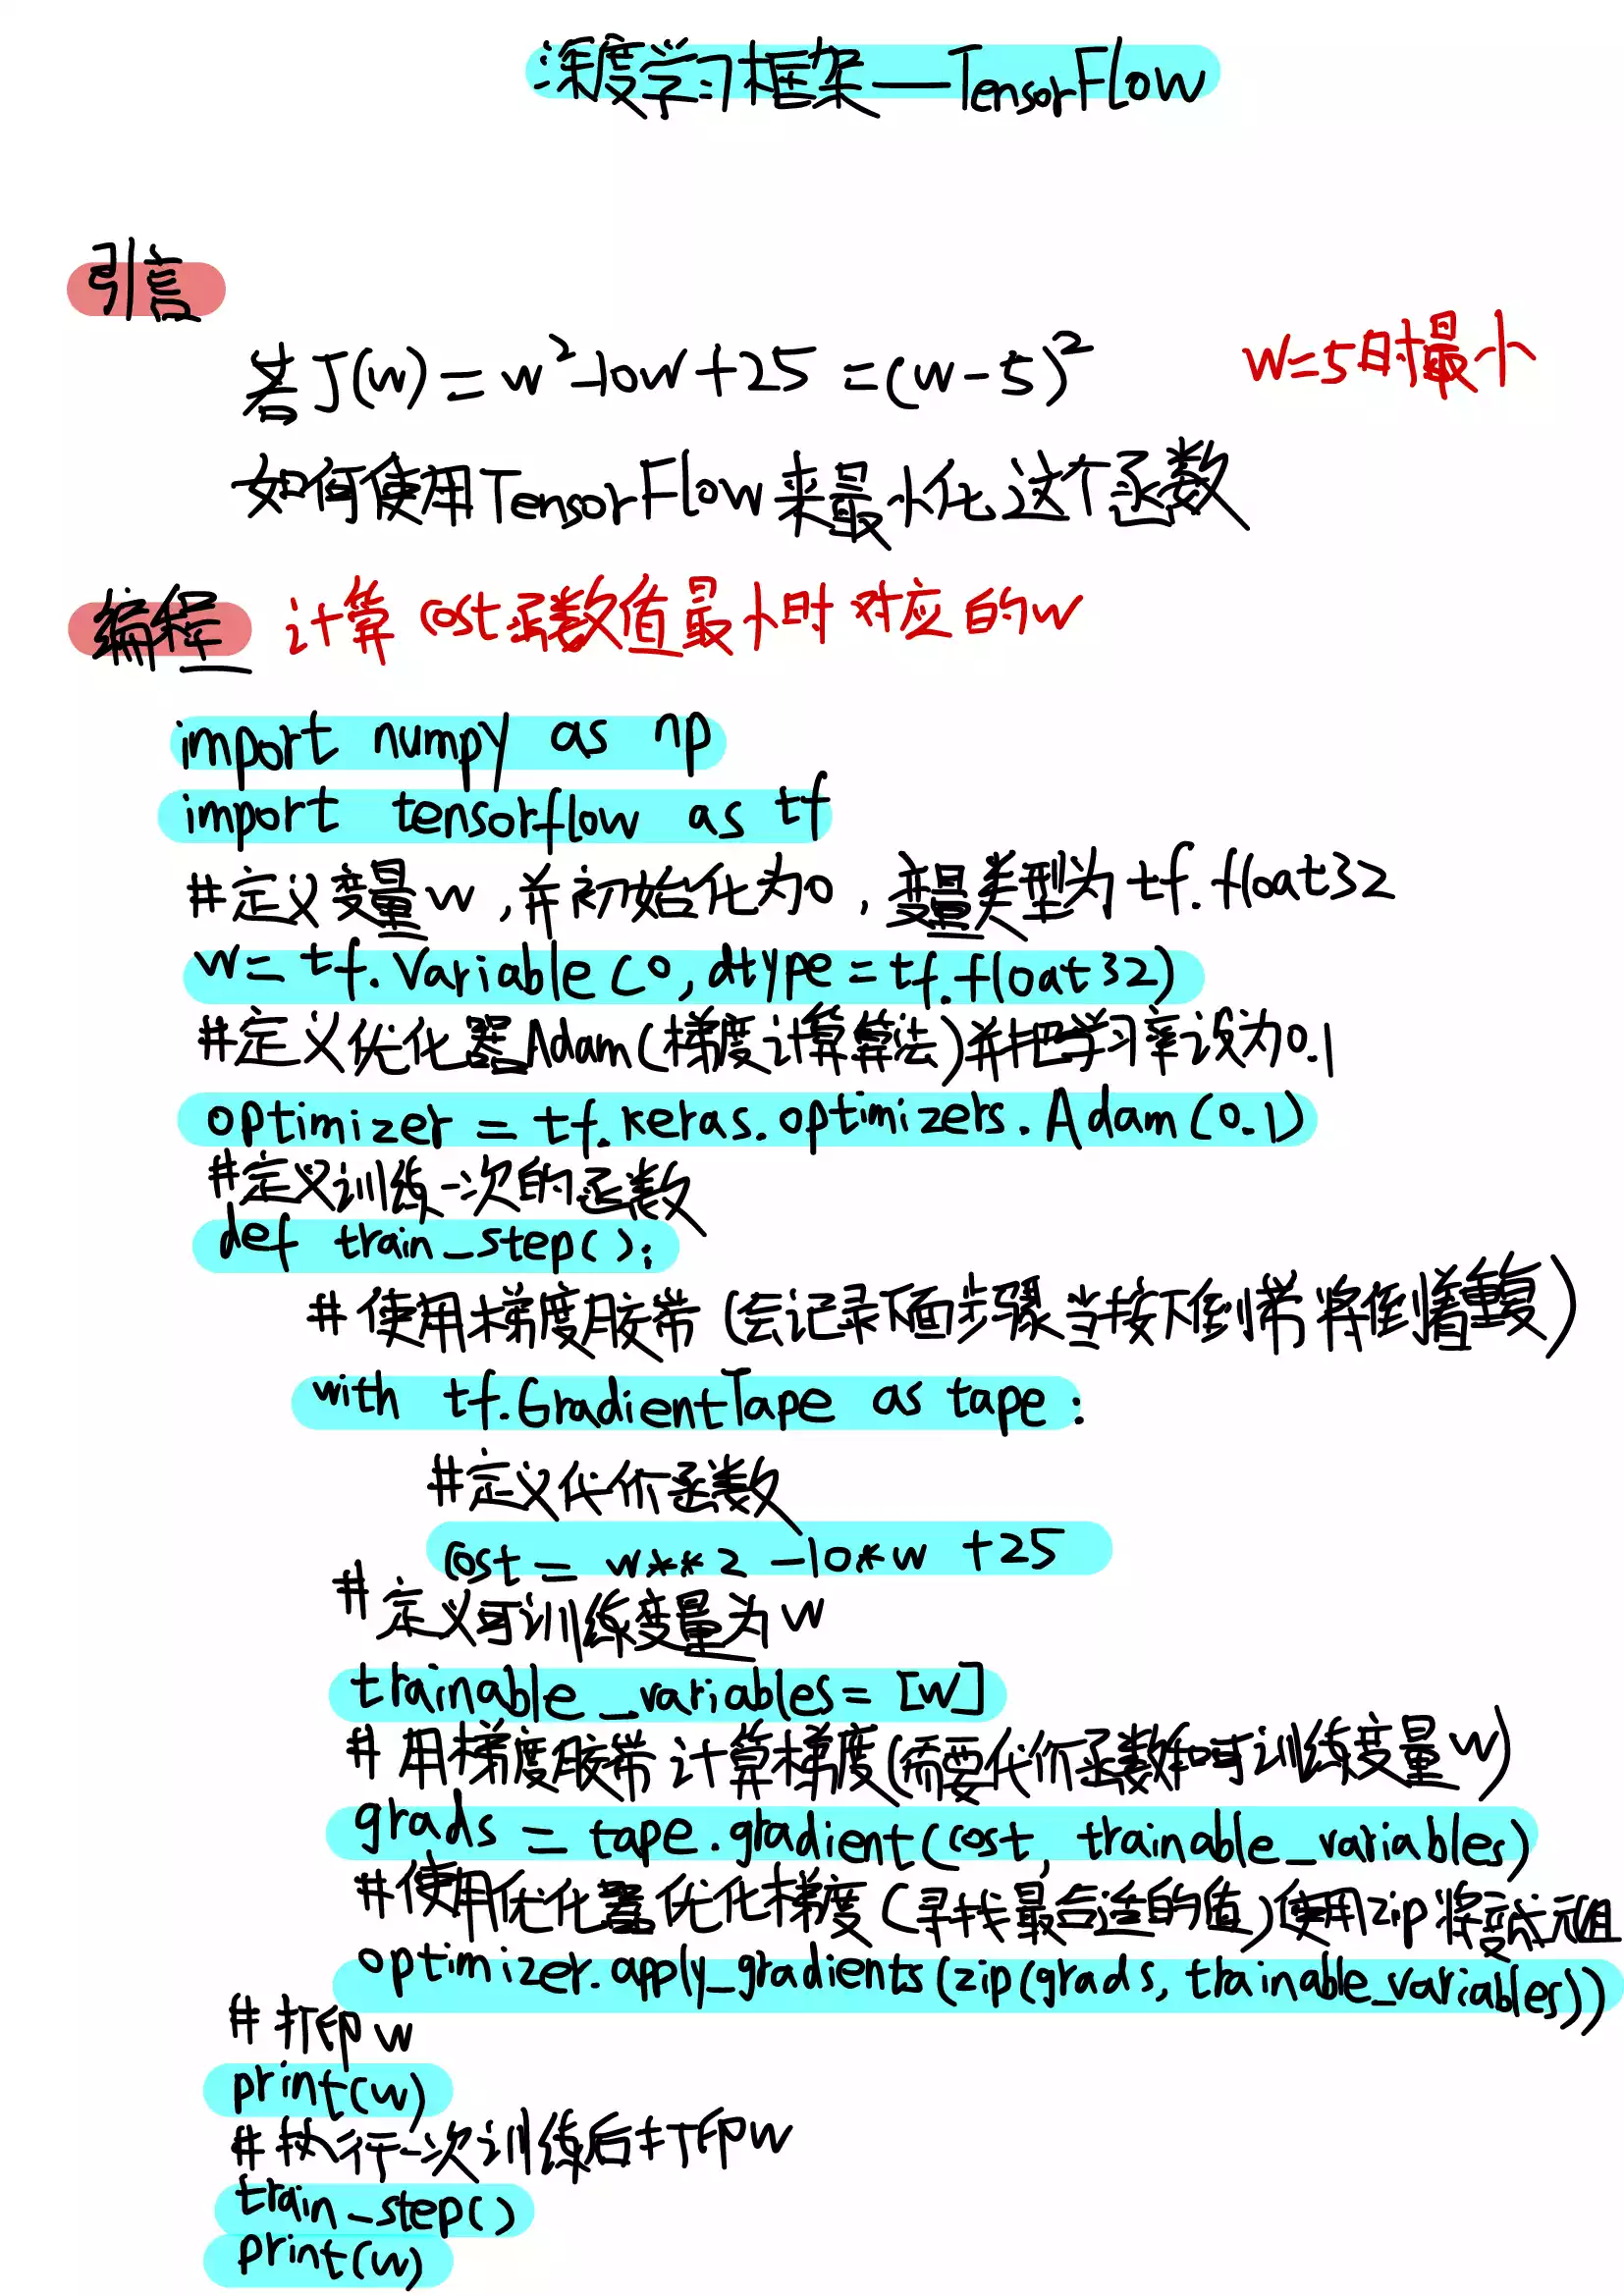 深度学习框架——TensorFlow
引言
若J(w)=w²-10w+25=(w-5)² w=5时最小
如何使用TensorFlow来最小化这个函数
编程 计算cost函数值最小时对应的w
import numpy as np
import tensorflow as tf
#定义变量w,并初始化为0,变量类型为tf.float32
w=tf.Variable(0,dtype=tf.float32)
#定义优化器Adam(梯度计算算法)并把学习率设为0.1
optimizer = tf.keras.optimizers.Adam(0.1)
#定义训练一次的函数
def train_step():
#使用梯度胶带(会记录下面步骤当按下倒带将倒着重复)
with tf.GradientTape as tape:
#定义代价函数
cost = w**2 -10*w +25
#定义可训练变量为w
trainable_variables=[w]
#用梯度胶带计算梯度(需要代价函数和可训练变量w)
grads = tape.gradient(cost, trainable_variables)
#使用优化器优化梯度(寻找最合适的值)使用zip将变成元组
optimizer.apply_gradients(zip(grads, trainable_variables))
#打印w
print(w)
#执行一次训练后打印w
train_step()
print(w)